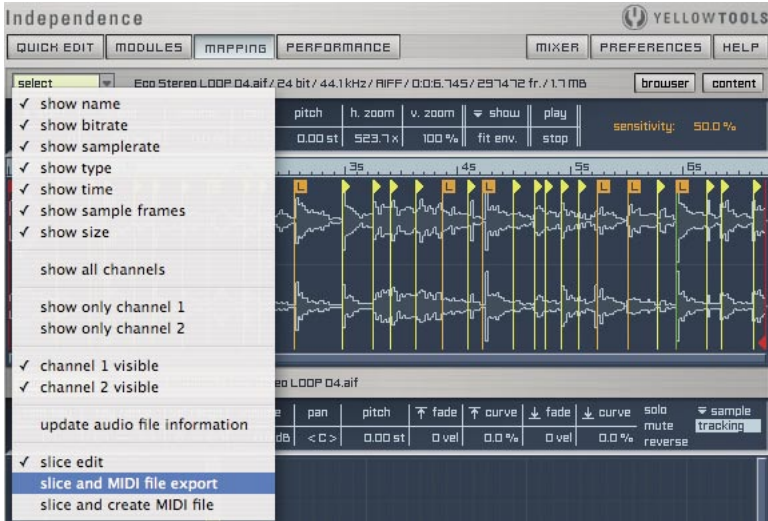 Independence
YELLOWTOOLS
QUICK EDIT MODULES MAPPING PERFORMANCE MIXER PREFERENCES HELP
select Ego Stereo LOOP 04.aif / 24 bit / 44.1 kHz / AIFF / 0:0:6.745 / 297472 fr. / 1.7 MB browser content
✓ show name
✓ show bitrate
✓ show samplerate
✓ show type
✓ show time
✓ show sample frames
✓ show size
show all channels
show only channel 1
show only channel 2
✓ channel 1 visible
✓ channel 2 visible
update audio file information
✓ slice edit
slice and MIDI file export
slice and create MIDI file
pitch h. zoom v. zoom show play
0.00 st 523.7 x 100 % fit env. stop
sensitivity: 50.0 %
3s 4s 5s 6s
L L L L L L
eo LOOP 04.aif
pan pitch fade curve fade curve solo sample
mute tracking
dB < C > 0.00 st 0 vel 0.0 % 0 vel 0.0 % reverse